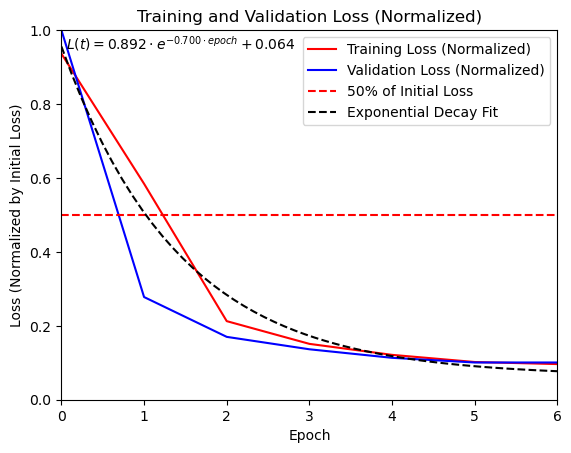 Training and Validation Loss (Normalized)
L(t) = 0.892 · e^{-0.700 · epoch} + 0.064
Training Loss (Normalized)
Validation Loss (Normalized)
50% of Initial Loss
Exponential Decay Fit
Loss (Normalized by Initial Loss)
1.0
0.8
0.6
0.4
0.2
0.0
0 1 2 3 4 5 6
Epoch